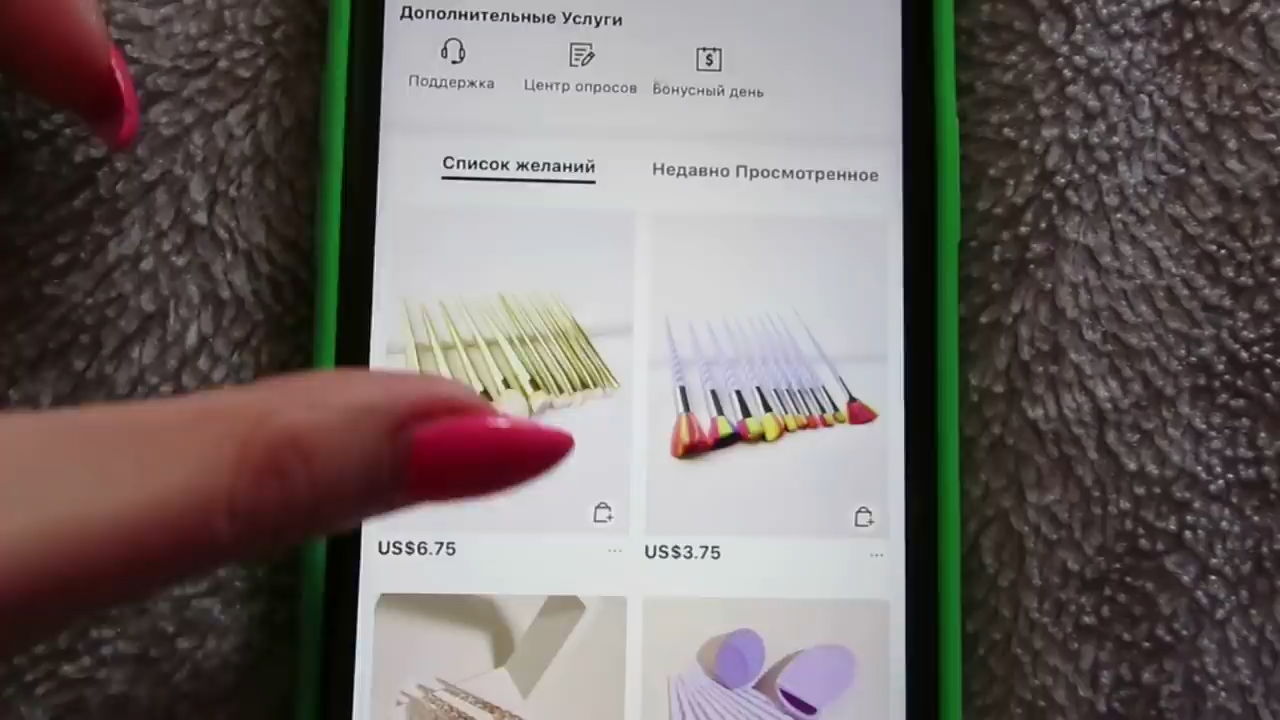 Дополнительные Услуги
Поддержка
Центр опросов
Бонусный день
Список желаний
Недавно Просмотренное
US$6.75
US$3.75